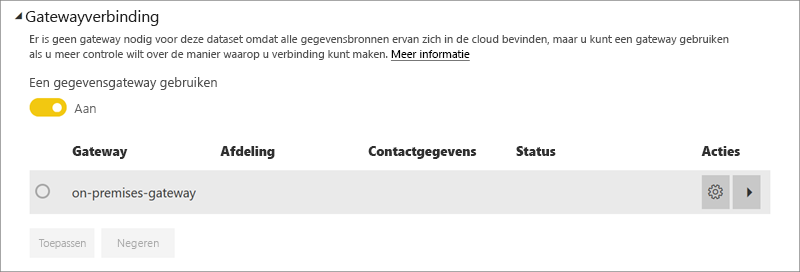 Gatewayverbinding
Er is geen gateway nodig voor deze dataset omdat alle gegevensbronnen ervan zich in de cloud bevinden, maar u kunt een gateway gebruiken
als u meer controle wilt over de manier waarop u verbinding kunt maken. Meer informatie
Een gegevensgateway gebruiken
Aan
Gateway Afdeling Contactgegevens Status Acties
on-premises-gateway
Toepassen Negeren